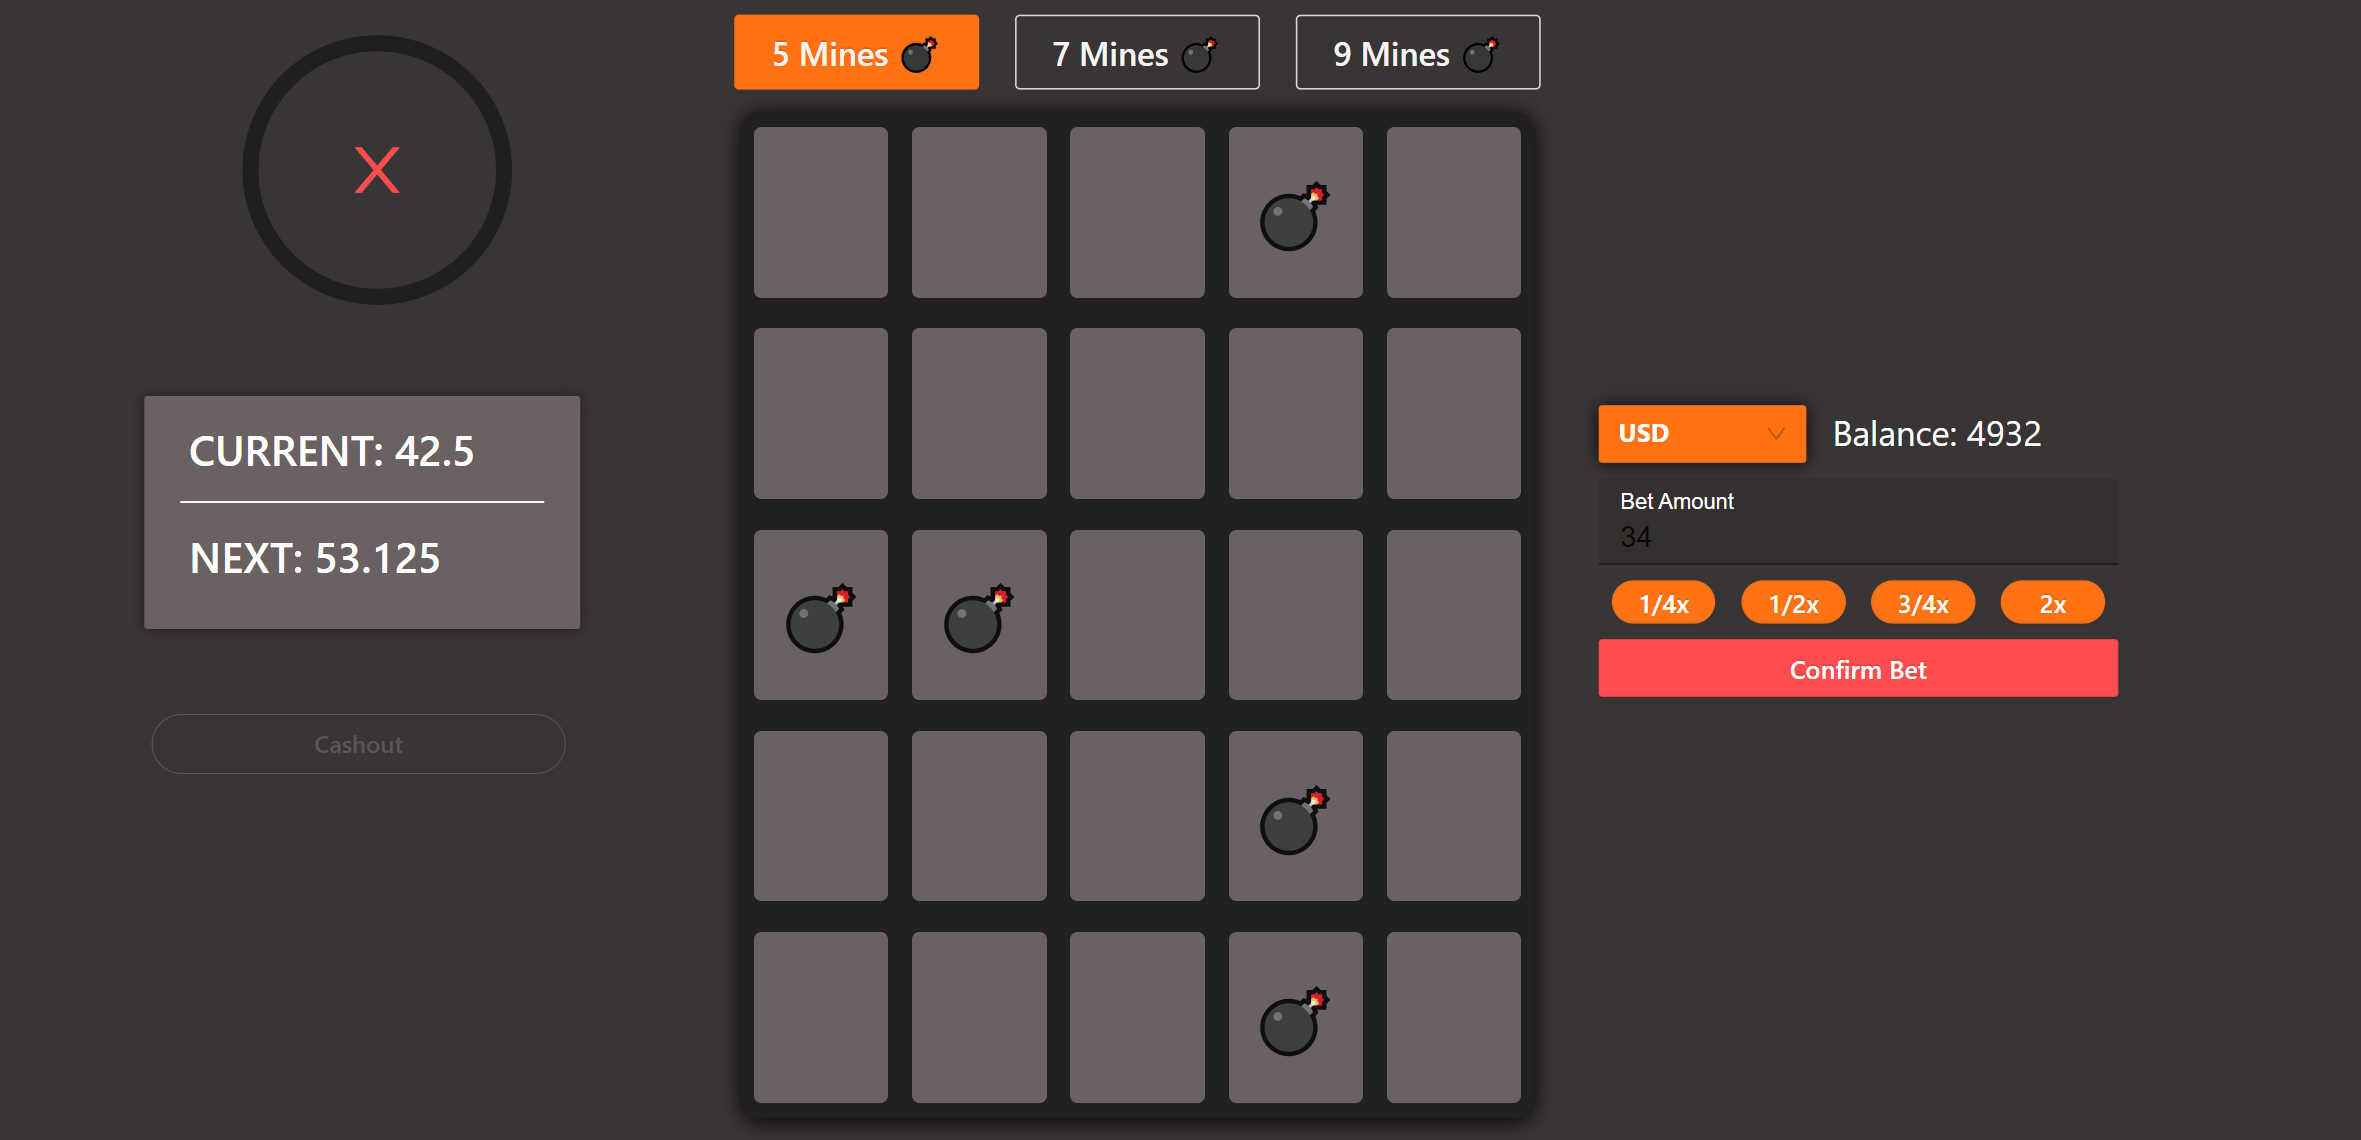 5 Mines
7 Mines
9 Mines
X
CURRENT: 42.5
NEXT: 53.125
Cashout
USD
Balance: 4932
Bet Amount
34
1/4x
1/2x
3/4x
2x
Confirm Bet